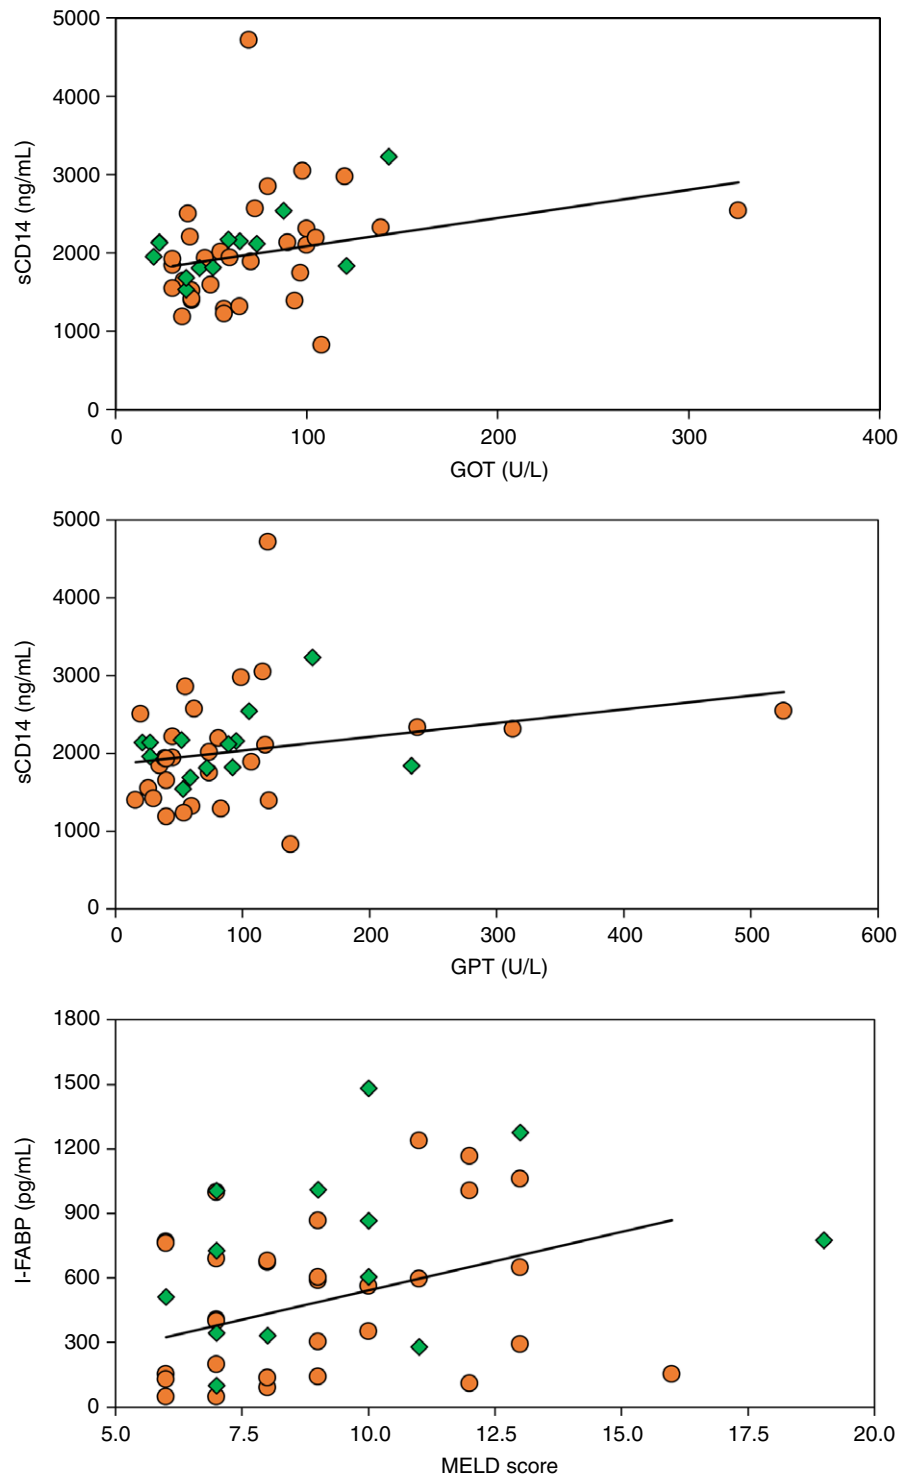 5000
4000
3000
2000
1000
0
sCD14 (ng/mL)
0 100 200 300 400
GOT (U/L)
5000
4000
3000
2000
1000
0
sCD14 (ng/mL)
0 100 200 300 400 500 600
GPT (U/L)
1800
1500
1200
900
600
300
0
I-FABP (pg/mL)
5.0 7.5 10.0 12.5 15.0 17.5 20.0
MELD score